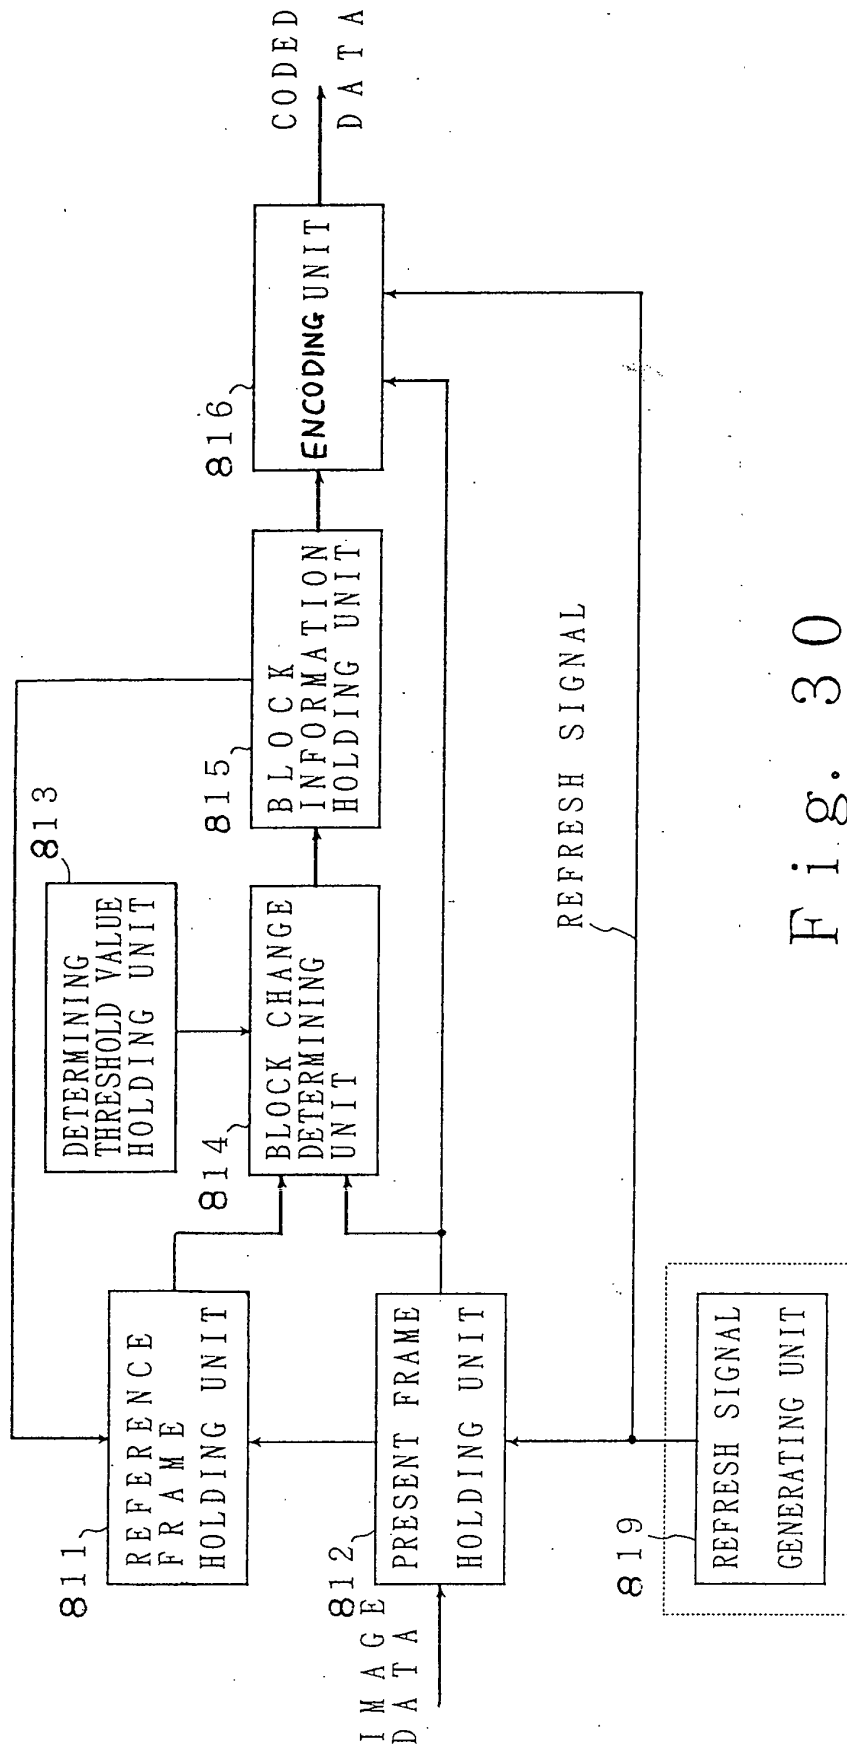 811
REFERENCE
FRAME
HOLDING UNIT
IMAGE
DATA
812
PRESENT FRAME
HOLDING UNIT
819
REFRESH SIGNAL
GENERATING UNIT
813
DETERMINING
THRESHOLD VALUE
HOLDING UNIT
814
BLOCK CHANGE
DETERMINING
UNIT
815
BLOCK
INFORMATION
HOLDING UNIT
816
ENCODING UNIT
CODED
DATA
REFRESH SIGNAL
Fig. 30